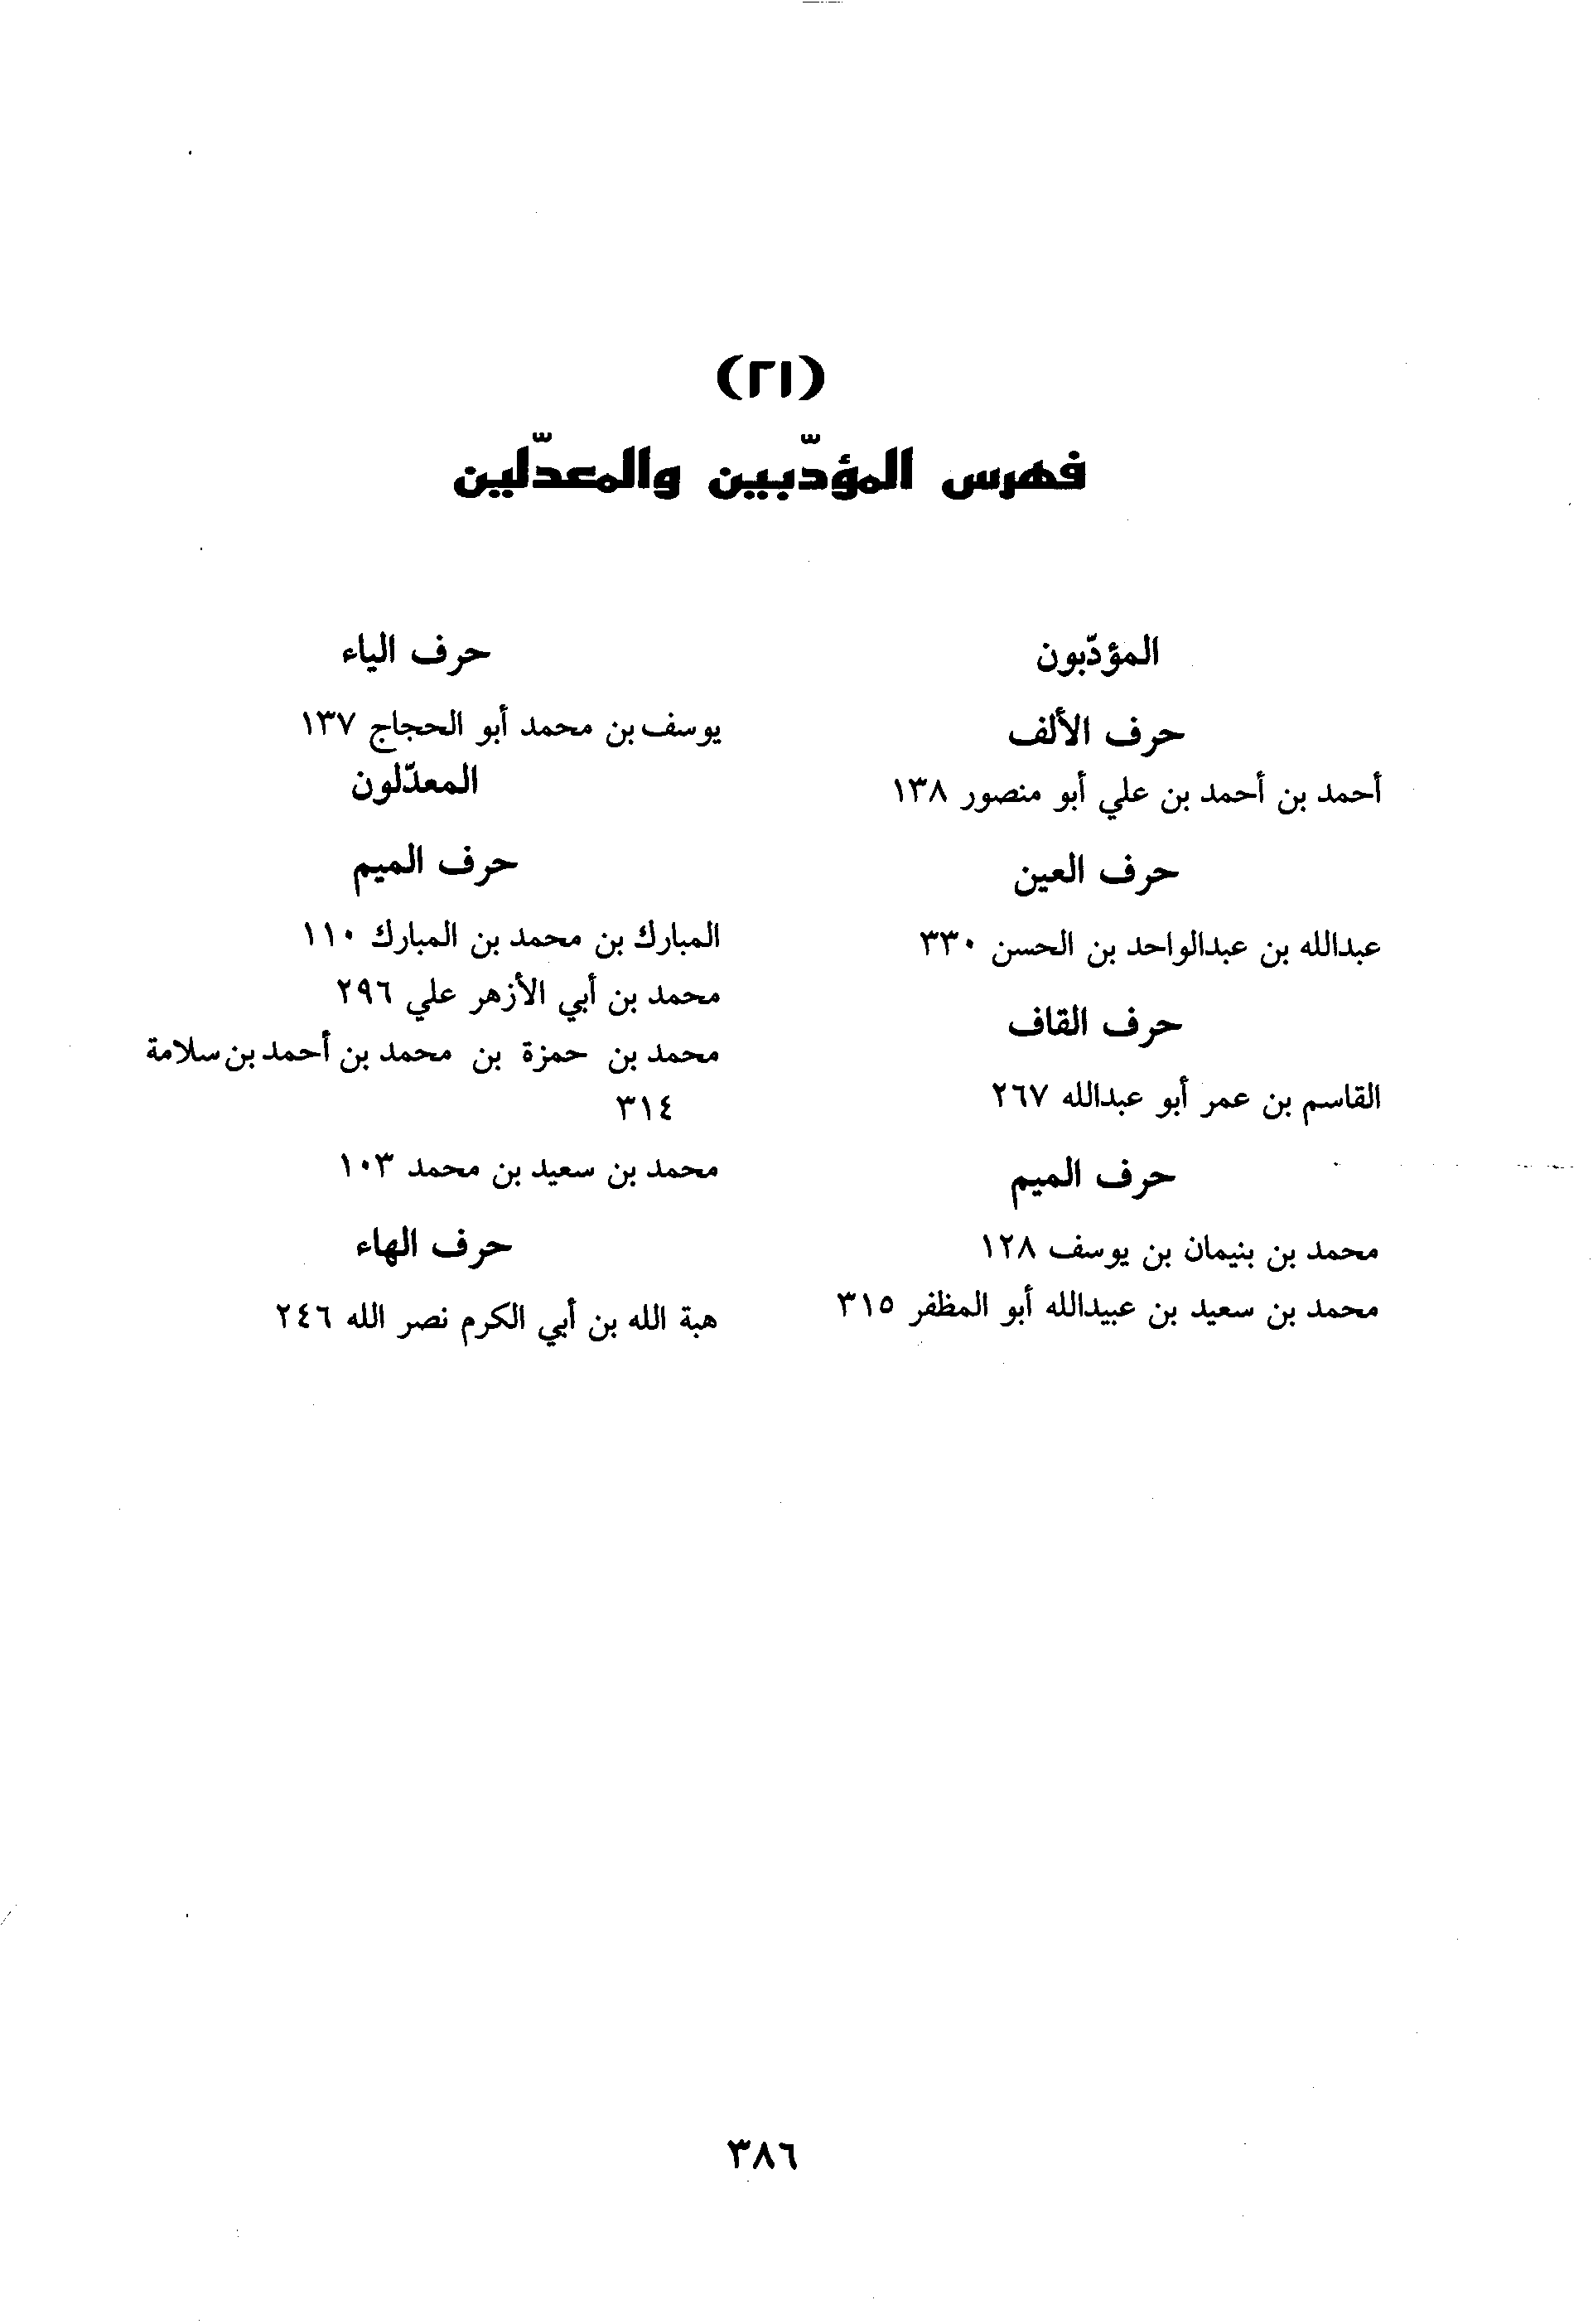 (٢١)
فهرس المؤدّبين والمعدّلين
المؤدّبون
حرف الألف
أحمد بن أحمد بن علي أبو منصور ١٣٨
حرف العين
عبدالله بن عبدالواحد بن الحسن ٣٣٠
حرف القاف
القاسم بن عمر أبو عبدالله ٢٦٧
حرف الميم
محمد بن بنيمان بن يوسف ١٢٨
محمد بن سعيد بن عبيدالله أبو المظفر ٣١٥
حرف الياء
يوسف بن محمد أبو الحجاج ١٣٧
المعدّلون
حرف الميم
المبارك بن محمد بن المبارك ١١٠
محمد بن أبي الأزهر علي ٢٩٦
محمد بن حمزة بن محمد بن أحمد بن سلامة
٣١٤
محمد بن سعيد بن محمد ١٠٣
حرف الهاء
هبة الله بن أبي الكرم نصر الله ٢٤٦
٣٨٦